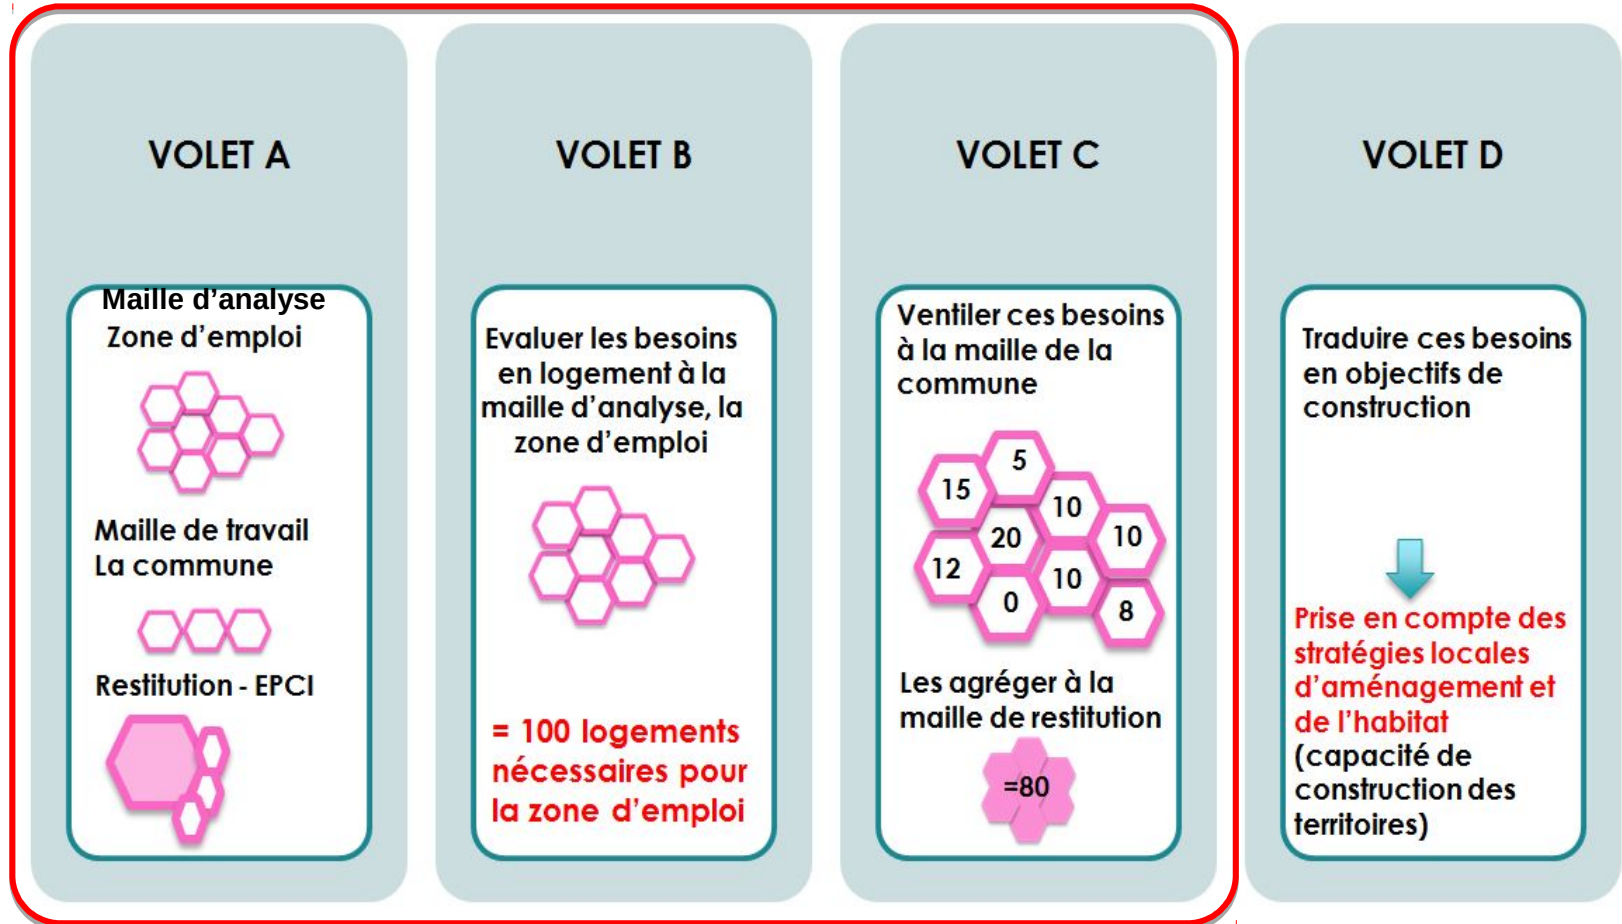 VOLET A
Maille d’analyse
Zone d’emploi
Maille de travail
La commune
Restitution - EPCI
VOLET B
Evaluer les besoins
en logement à la
maille d’analyse, la
zone d’emploi
= 100 logements
nécessaires pour
la zone d’emploi
VOLET C
Ventiler ces besoins
à la maille de la
commune
5
15
10
20
10
12
10
0
8
Les agréger à la
maille de restitution
=80
VOLET D
Traduire ces besoins
en objectifs de
construction
Prise en compte des
stratégies locales
d’aménagement et
de l’habitat
(capacité de
construction des
territoires)